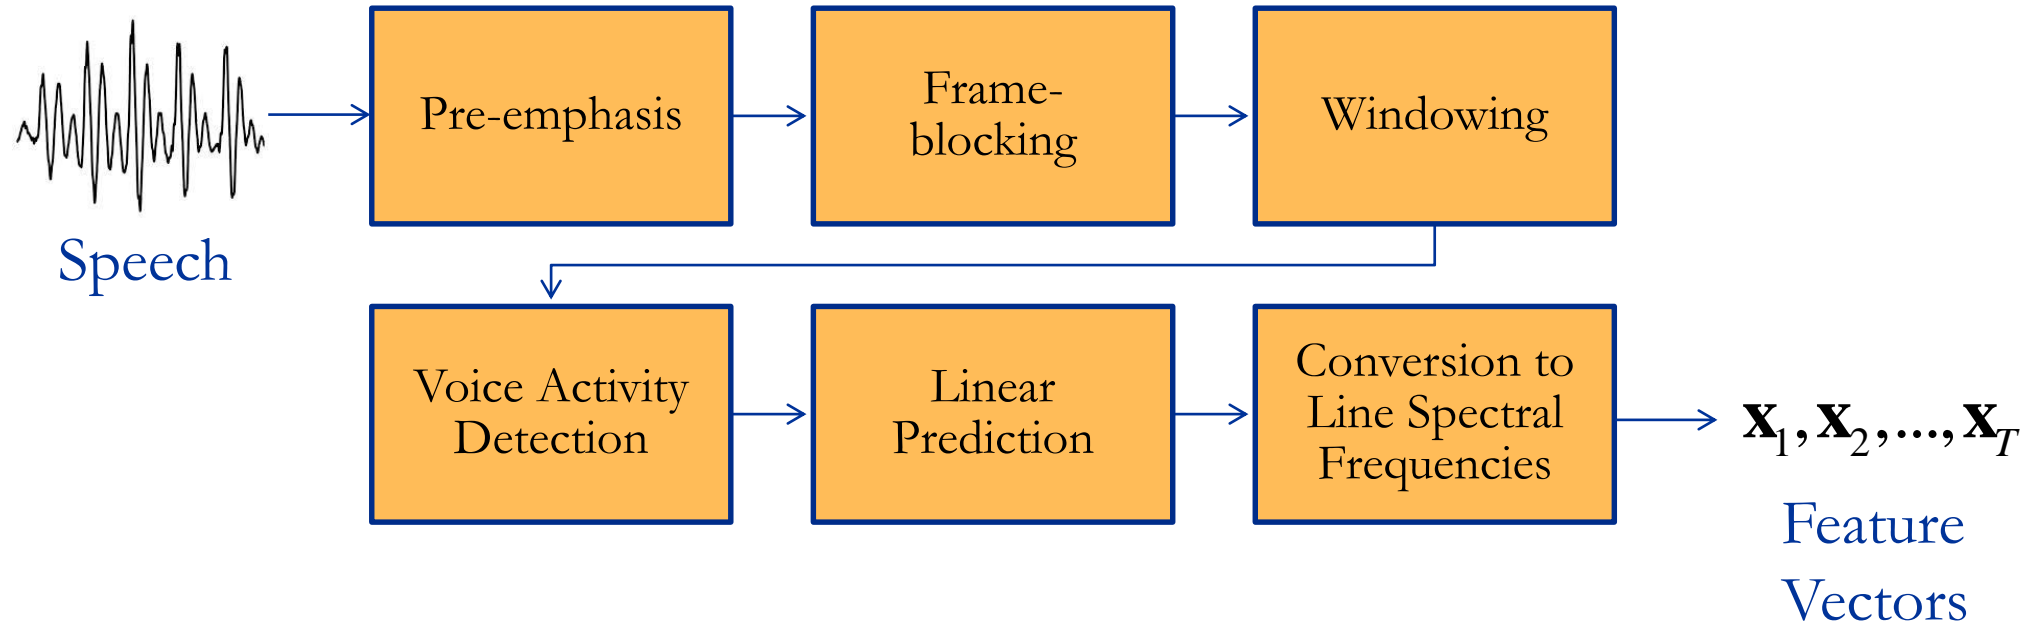 Speech
Pre-emphasis
Frame-
blocking
Windowing
Voice Activity
Detection
Linear
Prediction
Conversion to
Line Spectral
Frequencies
x₁, x₂, ..., x_T
Feature
Vectors